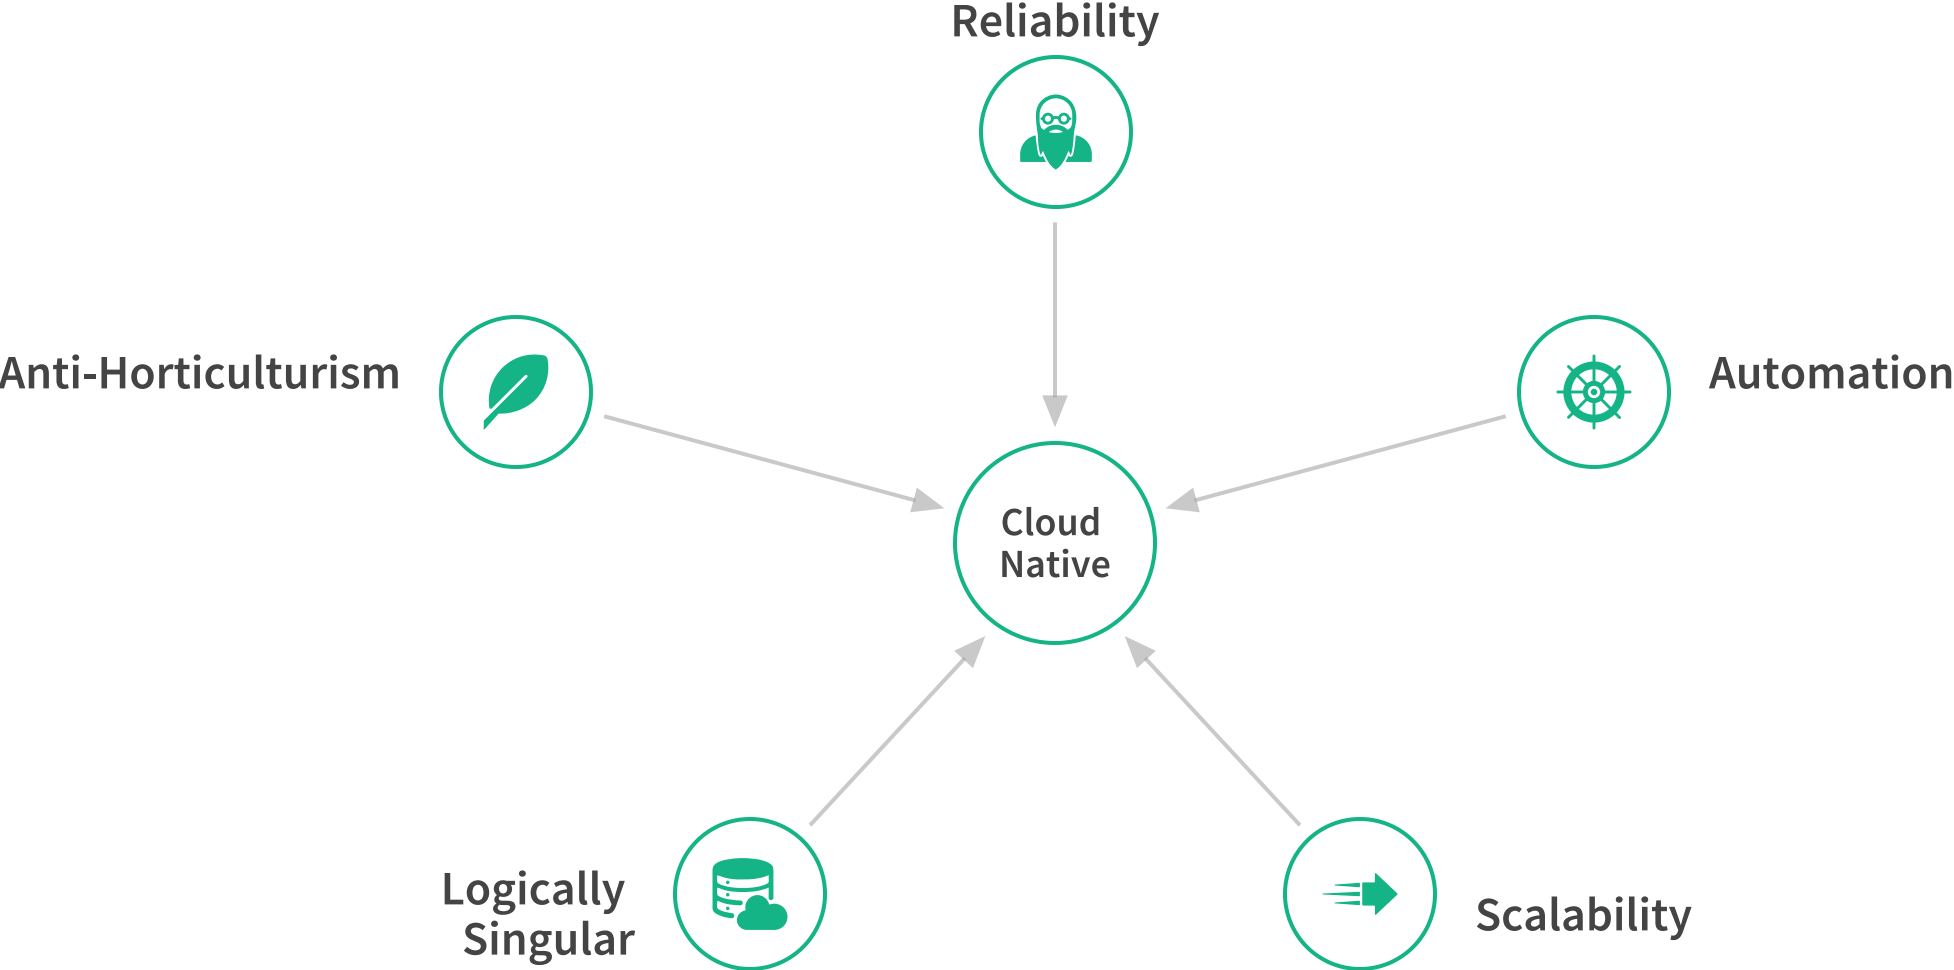 Reliability
Anti-Horticulturism
Automation
Cloud
Native
Logically
Singular
Scalability